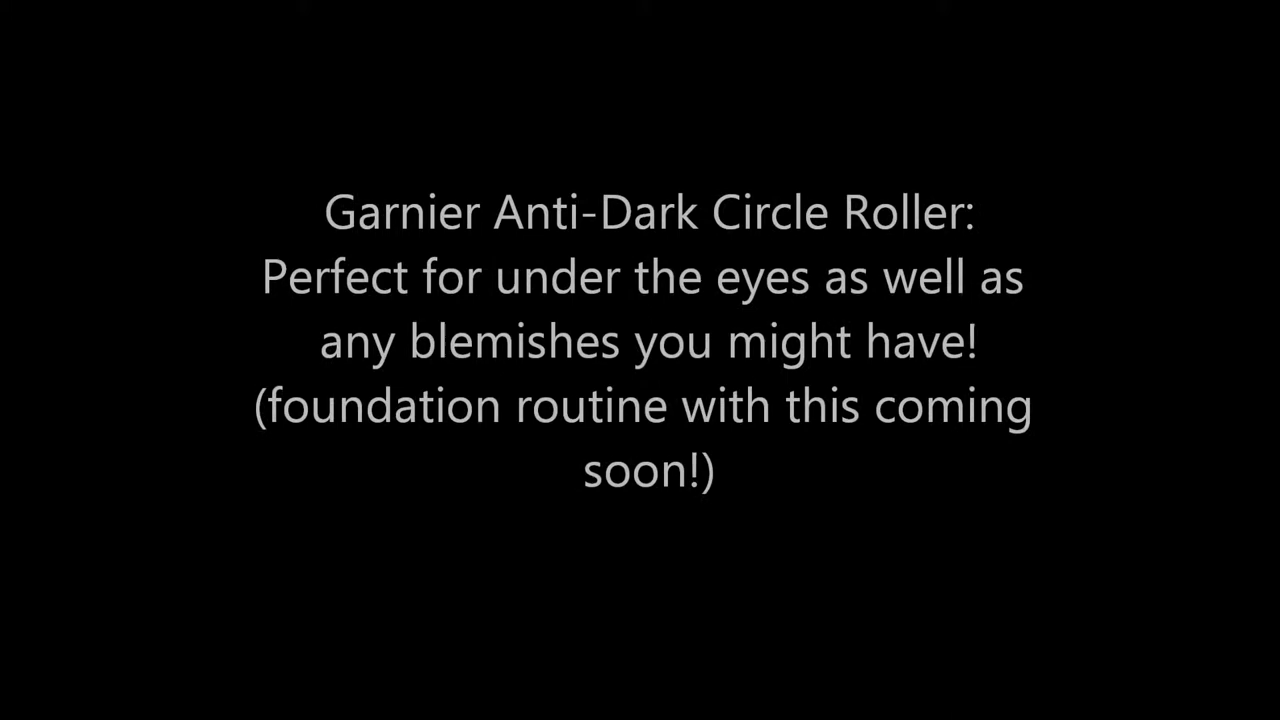 Garnier Anti-Dark Circle Roller:
Perfect for under the eyes as well as
any blemishes you might have!
(foundation routine with this coming
soon!)